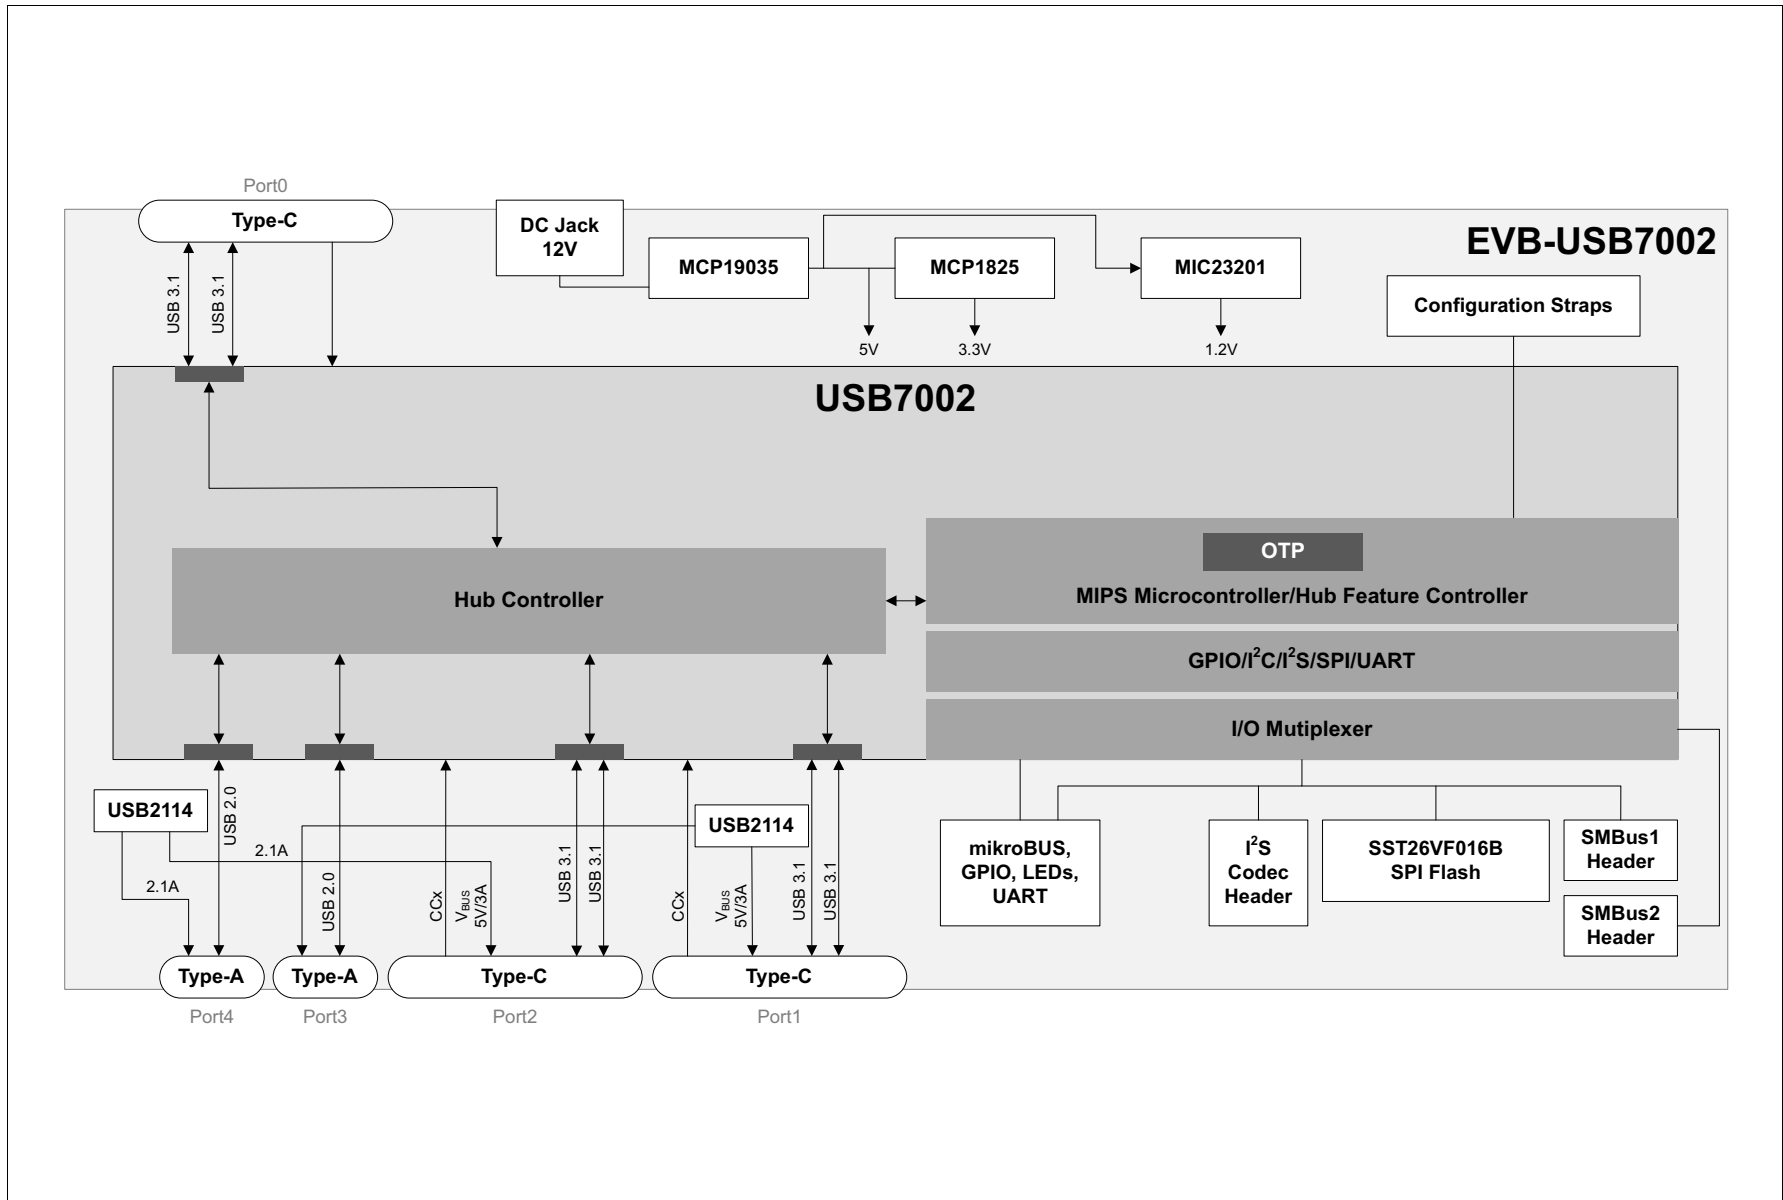 Port0
Type-C
DC Jack
12V
MCP19035
MCP1825
MIC23201
EVB-USB7002
Configuration Straps
USB 3.1
USB 3.1
5V
3.3V
1.2V
USB7002
OTP
MIPS Microcontroller/Hub Feature Controller
Hub Controller
GPIO/I²C/I²S/SPI/UART
I/O Mutiplexer
USB2114
USB 2.0
2.1A
2.1A
USB 2.0
CCx
VBUS
5V/3A
USB 3.1
USB 3.1
CCx
USB2114
VBUS
5V/3A
USB 3.1
USB 3.1
mikroBUS,
GPIO, LEDs,
UART
I²S
Codec
Header
SST26VF016B
SPI Flash
SMBus1
Header
SMBus2
Header
Type-A
Type-A
Type-C
Type-C
Port4
Port3
Port2
Port1